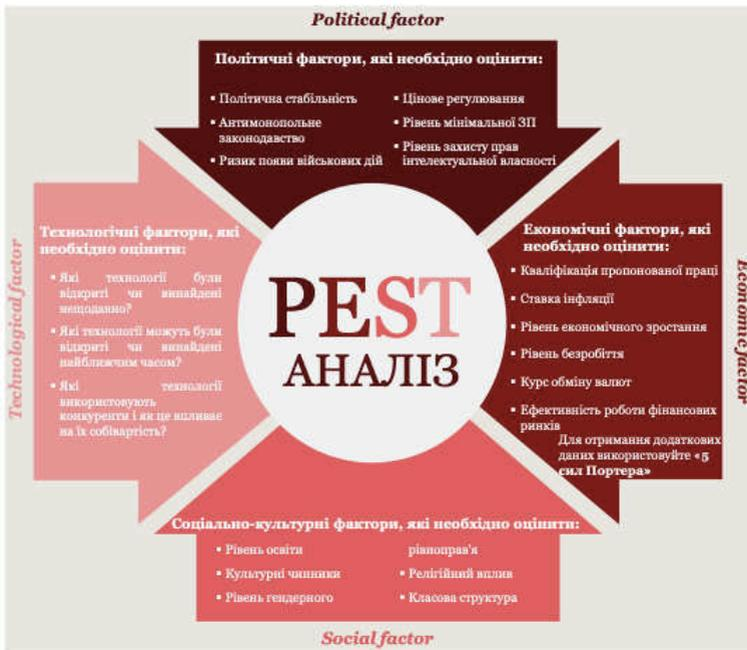 Political factor
Політичні фактори, які необхідно оцінити:
▪ Політична стабільність
▪ Антимонопольне
законодавство
▪ Ризик появи військових дій
▪ Цінове регулювання
▪ Рівень мінімальної ЗП
▪ Рівень захисту прав
інтелектуальної власності
Technological factor
Технологічні фактори, які
необхідно оцінити:
▪ Які технології були
відкриті чи винайдені
нещодавно?
▪ Які технології можуть були
відкриті чи винайдені
найближчим часом?
▪ Які технології
використовують
конкуренти і як це впливає
на їх собівартість?
PEST
АНАЛІЗ
Економічні фактори, які
необхідно оцінити:
▪ Кваліфікація пропонованої праці
▪ Ставка інфляції
▪ Рівень економічного зростання
▪ Рівень безробіття
▪ Курс обміну валют
▪ Ефективність роботи фінансових
ринків
Для отримання додаткових
даних використовуйте «5
сил Портера»
Economic factor
Соціально-культурні фактори, які необхідно оцінити:
▪ Рівень освіти
▪ Культурні чинники
▪ Рівень гендерного
рівноправ'я
▪ Релігійний вплив
▪ Класова структура
Social factor